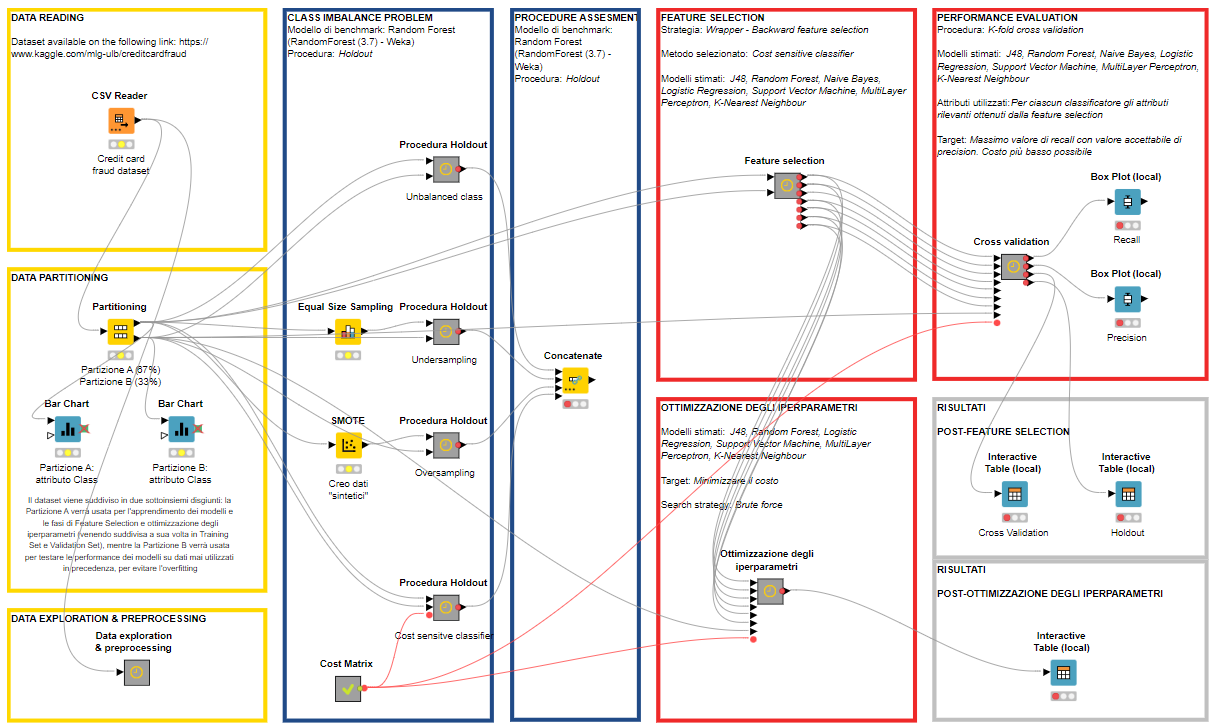 DATA READING
Dataset available on the following link: https://
www.kaggle.com/mlg-ulb/creditcardfraud
CSV Reader
Credit card
fraud dataset
DATA PARTITIONING
Partitioning
Partizione A (67%)
Partizione B (33%)
Bar Chart
Partizione A:
attributo Class
Bar Chart
Partizione B:
attributo Class
Il dataset viene suddiviso in due sottoinsiemi disgiunti: la
Partizione A verrà usata per l'apprendimento dei modelli e
le fasi di Feature Selection e ottimizzazione degli
iperparametri (venendo suddivisa a sua volta in Training
Set e Validation Set), mentre la Partizione B verrà usata
per testare le performance dei modelli su dati mai utilizzati
in precedenza, per evitare l'overfitting
DATA EXPLORATION & PREPROCESSING
Data exploration
& preprocessing
CLASS IMBALANCE PROBLEM
Modello di benchmark: Random Forest
(RandomForest (3.7) - Weka)
Procedura: Holdout
Procedura Holdout
Unbalanced class
Equal Size Sampling
Procedura Holdout
Undersampling
SMOTE
Creo dati
"sintetici"
Procedura Holdout
Oversampling
Procedura Holdout
Cost sensitve classifier
Cost Matrix
PROCEDURE ASSESMENT
Modello di benchmark:
Random Forest
(RandomForest (3.7) -
Weka)
Procedura: Holdout
Concatenate
FEATURE SELECTION
Strategia: Wrapper - Backward feature selection
Metodo selezionato: Cost sensitive classifier
Modelli stimati: J48, Random Forest, Naive Bayes,
Logistic Regression, Support Vector Machine, MultiLayer
Perceptron, K-Nearest Neighbour
Feature selection
OTTIMIZZAZIONE DEGLI IPERPARAMETRI
Modelli stimati: J48, Random Forest, Logistic
Regression, Support Vector Machine, MultiLayer
Perceptron, K-Nearest Neighbour
Target: Minimizzare il costo
Search strategy: Brute force
Ottimizzazione degli
iperparametri
PERFORMANCE EVALUATION
Procedura: K-fold cross validation
Modelli stimati: J48, Random Forest, Naive Bayes, Logistic
Regression, Support Vector Machine, MultiLayer Perceptron,
K-Nearest Neighbour
Attributi utilizzati: Per ciascun classificatore gli attributi
rilevanti ottenuti dalla feature selection
Target: Massimo valore di recall con valore accettabile di
precision. Costo più basso possibile
Box Plot (local)
Recall
Cross validation
Box Plot (local)
Precision
RISULTATI
POST-FEATURE SELECTION
Interactive
Table (local)
Cross Validation
Interactive
Table (local)
Holdout
RISULTATI
POST-OTTIMIZZAZIONE DEGLI IPERPARAMETRI
Interactive
Table (local)